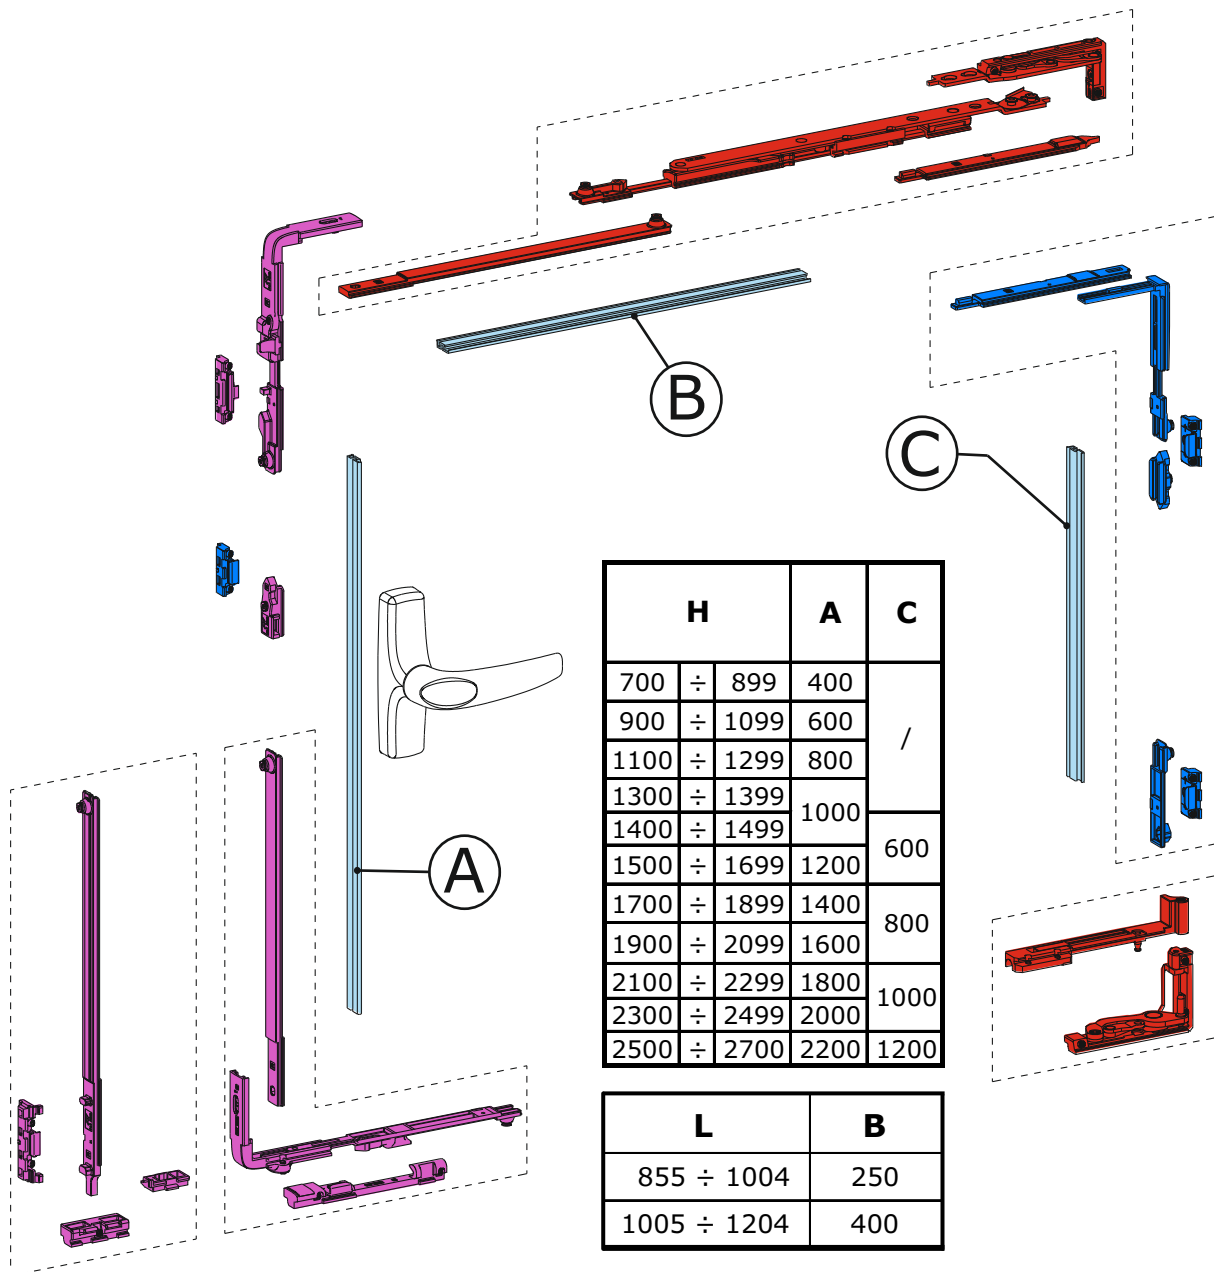 B
C
A
H A C
700 ÷ 899 400 /
900 ÷ 1099 600
1100 ÷ 1299 800
1300 ÷ 1399 1000
1400 ÷ 1499 600
1500 ÷ 1699 1200
1700 ÷ 1899 1400 800
1900 ÷ 2099 1600
2100 ÷ 2299 1800 1000
2300 ÷ 2499 2000
2500 ÷ 2700 2200 1200
L B
855 ÷ 1004 250
1005 ÷ 1204 400